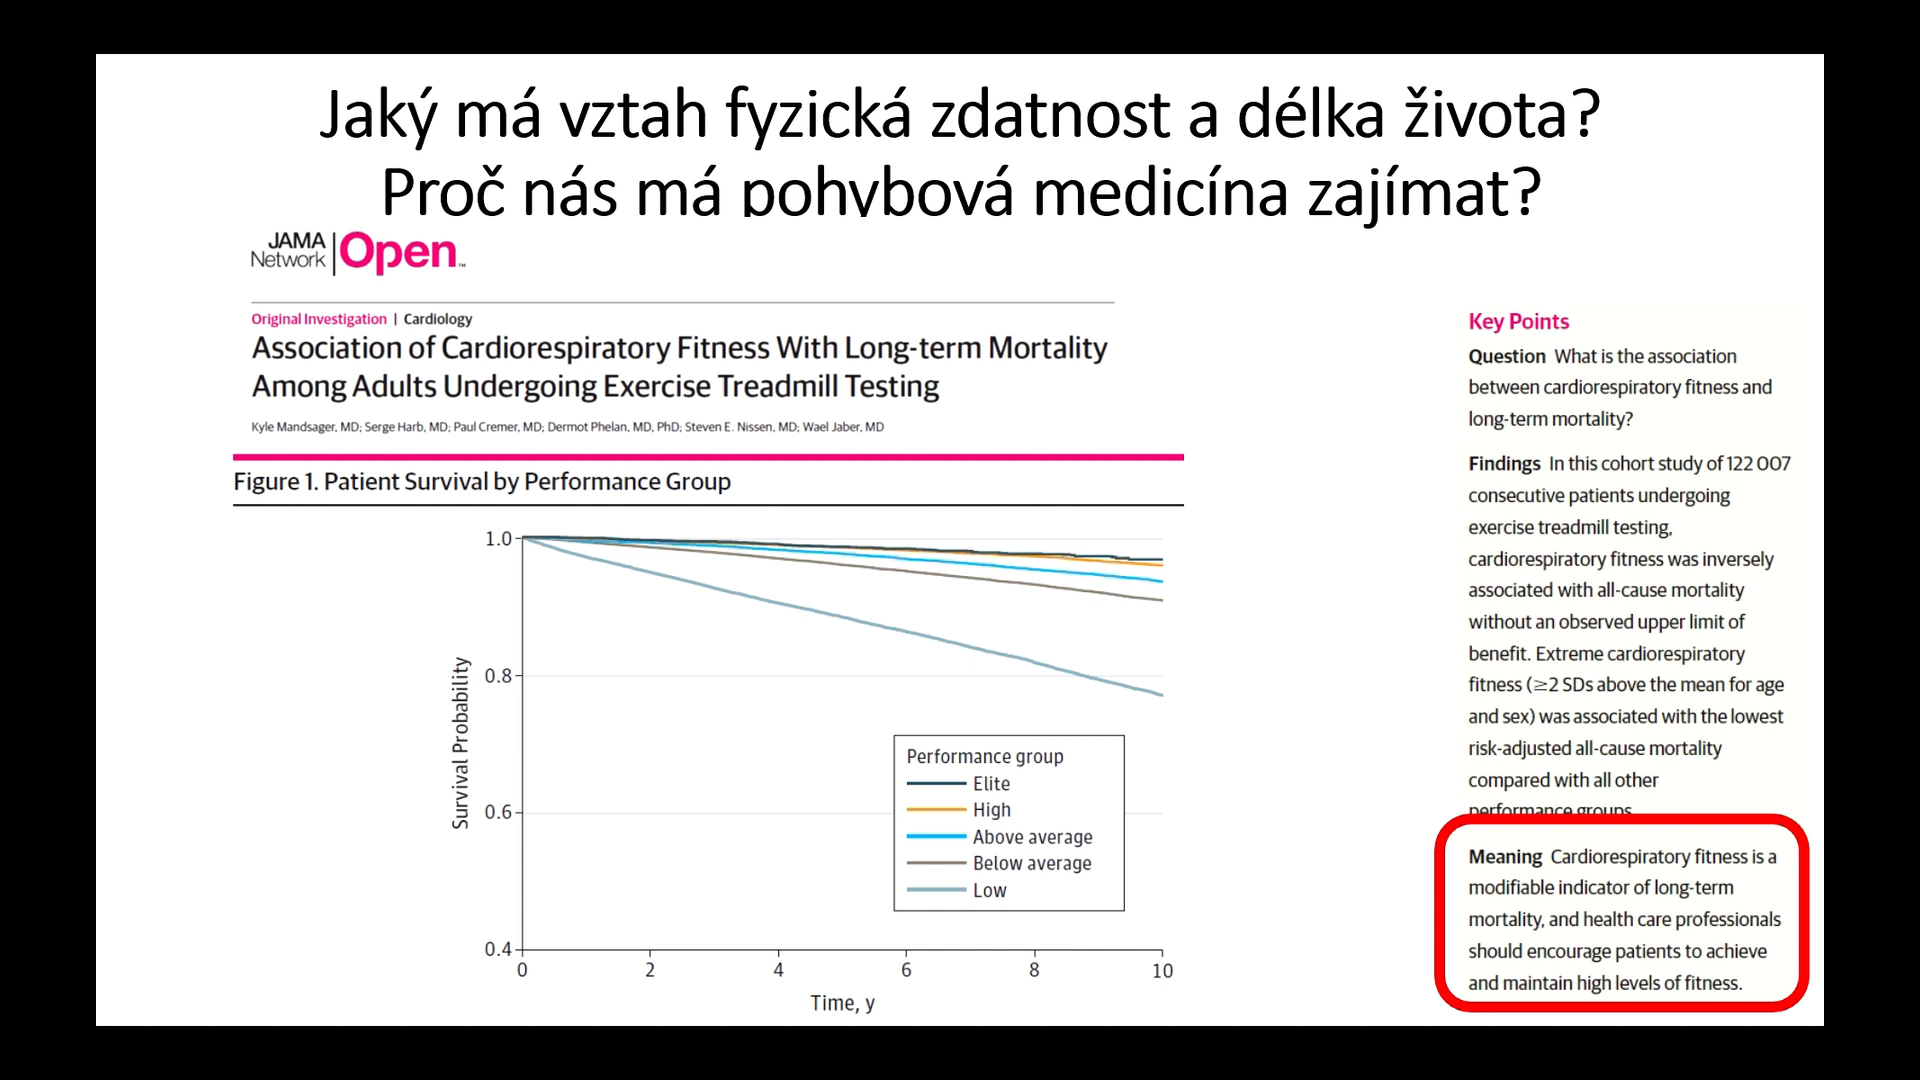 Jaký má vztah fyzická zdatnost a délka života?
Proč nás má pohybová medicína zajímat?
JAMA
Network
Open™
Original Investigation | Cardiology
Association of Cardiorespiratory Fitness With Long-term Mortality
Among Adults Undergoing Exercise Treadmill Testing
Kyle Mandsager, MD; Serge Harb, MD; Paul Cremer, MD; Dermot Phelan, MD, PhD; Steven E. Nissen, MD; Wael Jaber, MD
Figure 1. Patient Survival by Performance Group
1.0
0.8
0.6
0.4
Survival Probability
0 2 4 6 8 10
Time, y
Performance group
Elite
High
Above average
Below average
Low
Key Points
Question What is the association
between cardiorespiratory fitness and
long-term mortality?
Findings In this cohort study of 122 007
consecutive patients undergoing
exercise treadmill testing,
cardiorespiratory fitness was inversely
associated with all-cause mortality
without an observed upper limit of
benefit. Extreme cardiorespiratory
fitness (≥2 SDs above the mean for age
and sex) was associated with the lowest
risk-adjusted all-cause mortality
compared with all other
performance groups.
Meaning Cardiorespiratory fitness is a
modifiable indicator of long-term
mortality, and health care professionals
should encourage patients to achieve
and maintain high levels of fitness.